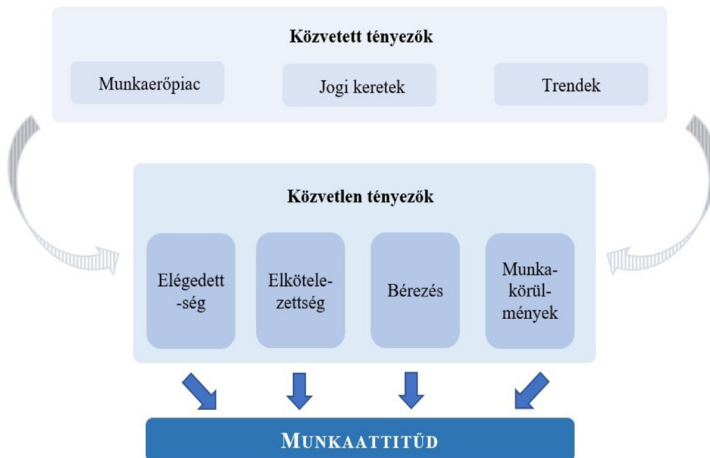 Közvetett tényezők
Munkaerőpiac
Jogi keretek
Trendek
Közvetlen tényezők
Elégedett
-ség
Elkötele-
zettség
Bérezés
Munka-
körül-
mények
MUNKAATTITŰD